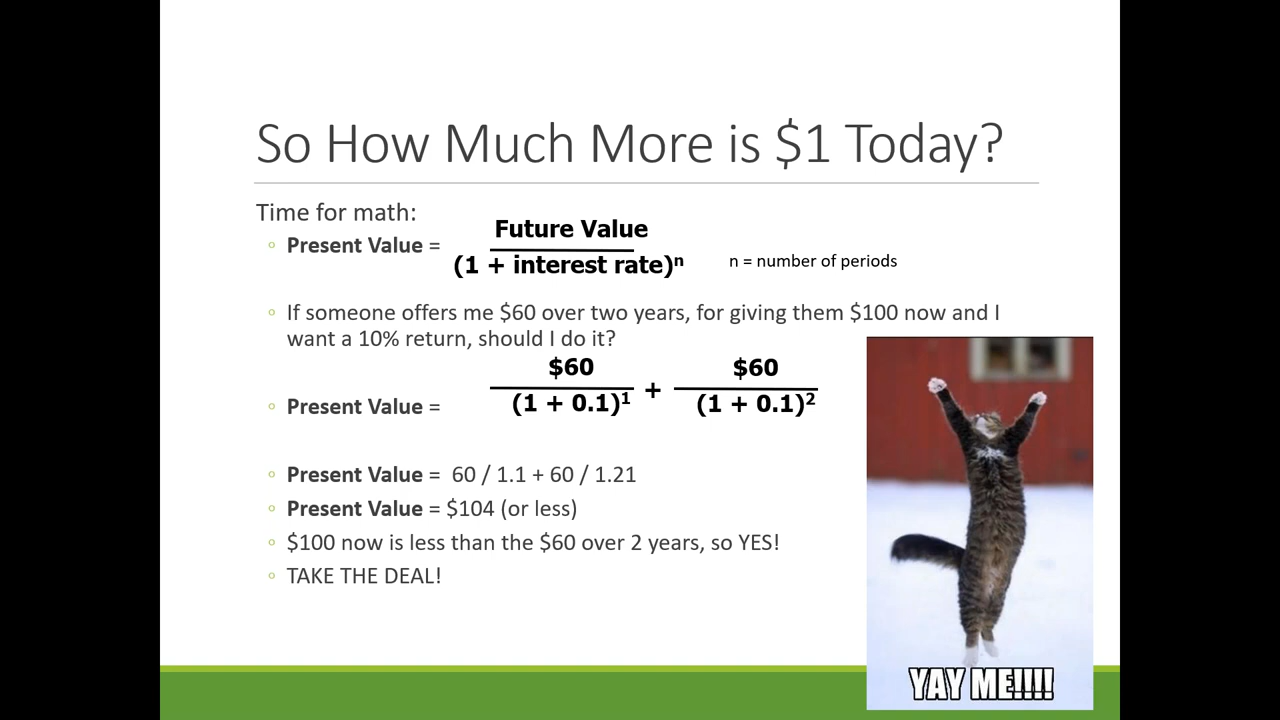 So How Much More is $1 Today?
Time for math:
Present Value =
Future Value
(1 + interest rate)ⁿ
n = number of periods
If someone offers me $60 over two years, for giving them $100 now and I
want a 10% return, should I do it?
Present Value =
$60 $60
+
(1 + 0.1)¹ (1 + 0.1)²
Present Value = 60 / 1.1 + 60 / 1.21
Present Value = $104 (or less)
$100 now is less than the $60 over 2 years, so YES!
TAKE THE DEAL!
YAY ME!!!!